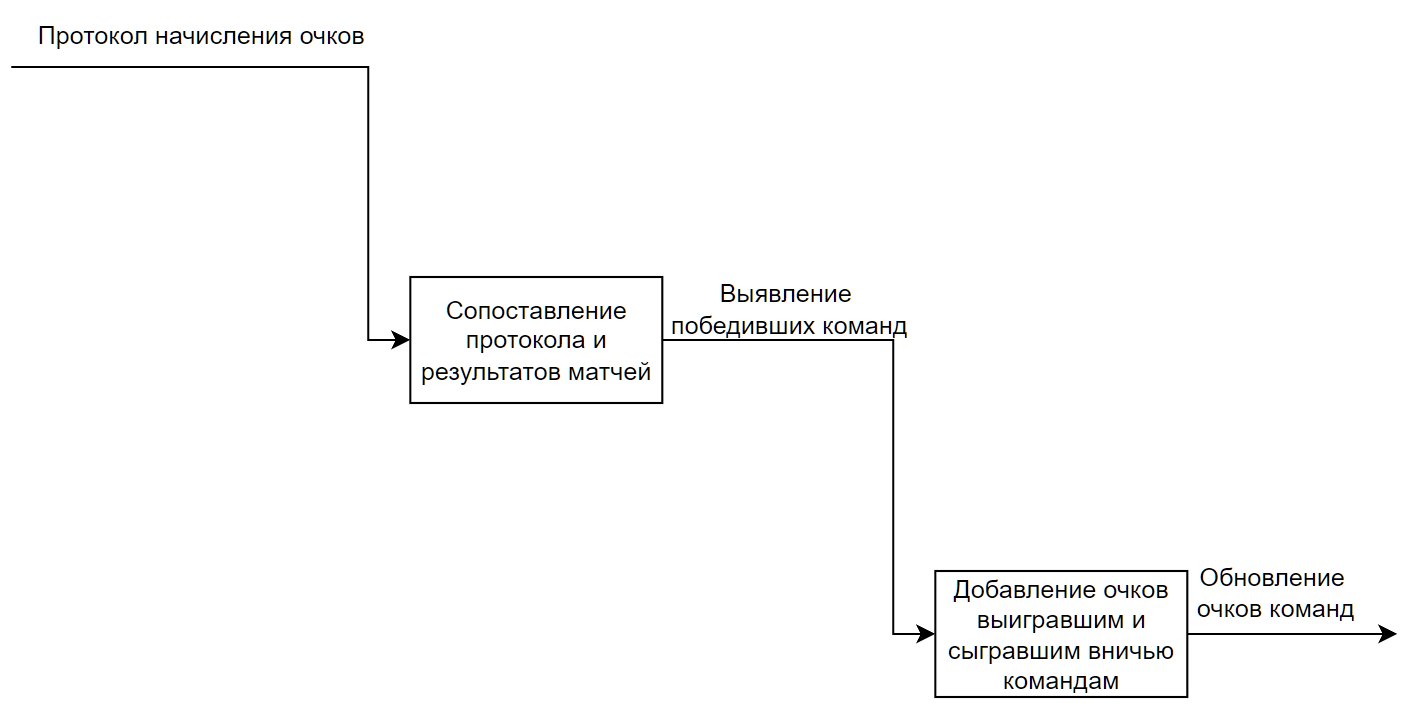 Протокол начисления очков
Сопоставление
протокола и
результатов матчей
Выявление
победивших команд
Добавление очков
выигравшим и
сыгравшим вничью
командам
Обновление
очков команд